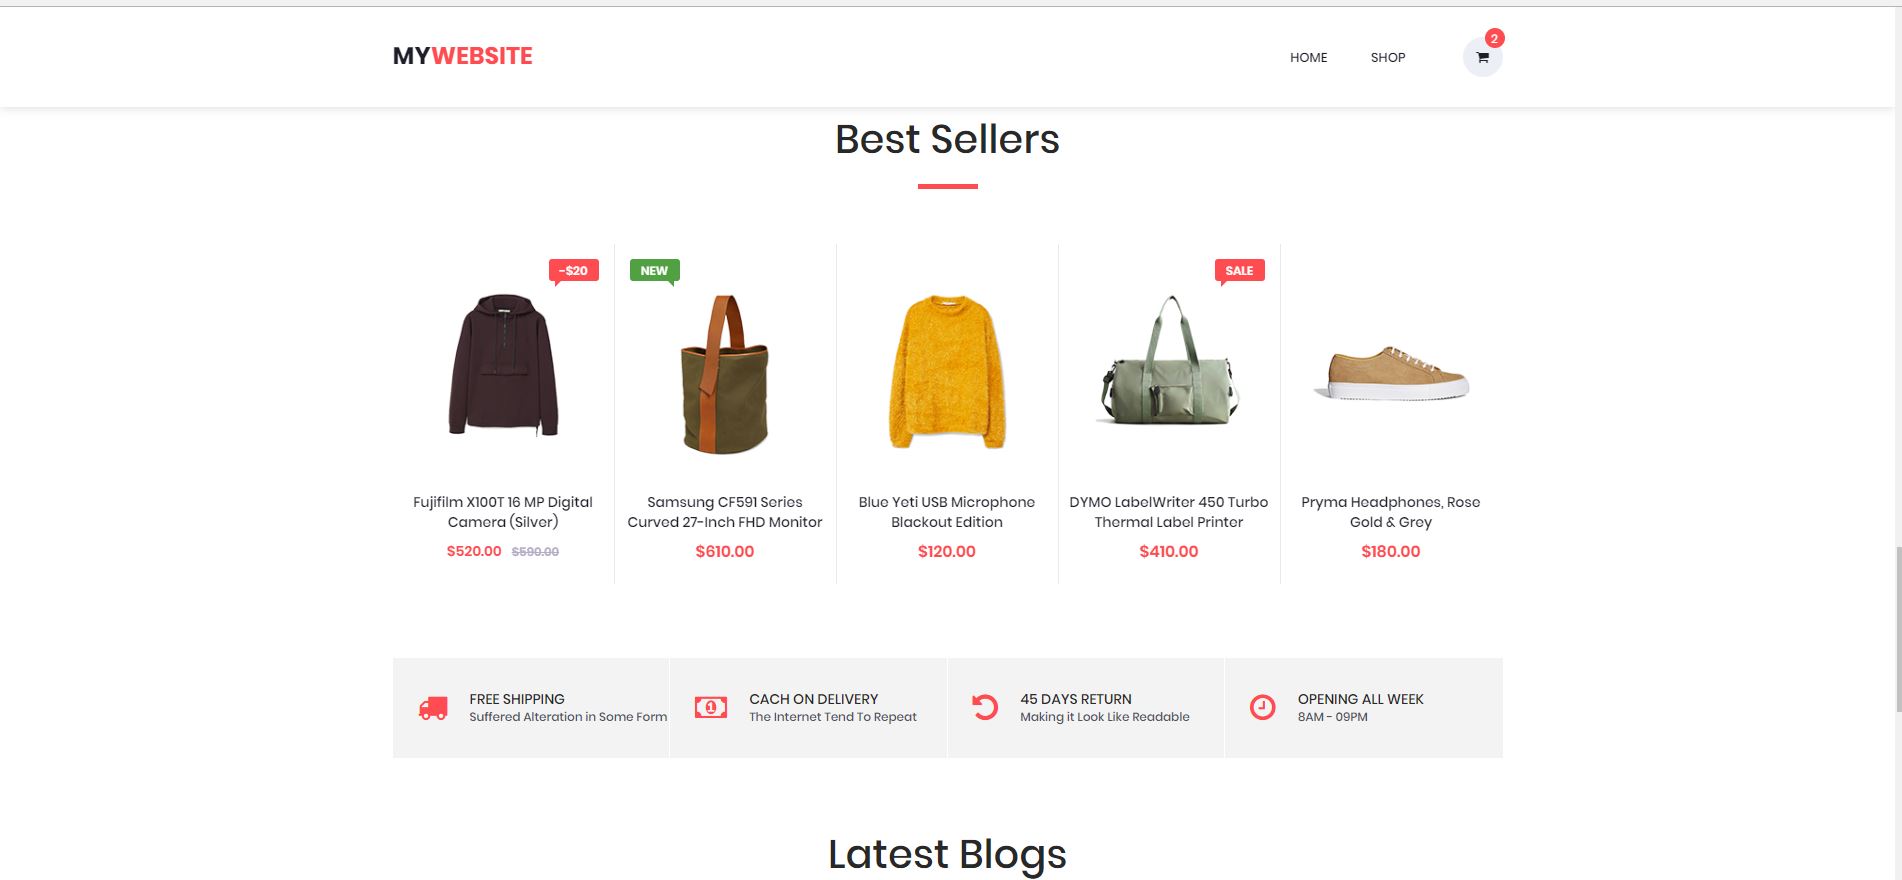 MYWEBSITE
HOME
SHOP
2
Best Sellers
-$20
NEW
SALE
Fujifilm X100T 16 MP Digital
Camera (Silver)
$520.00 $590.00
Samsung CF591 Series
Curved 27-Inch FHD Monitor
$610.00
Blue Yeti USB Microphone
Blackout Edition
$120.00
DYMO LabelWriter 450 Turbo
Thermal Label Printer
$410.00
Pryma Headphones, Rose
Gold & Grey
$180.00
FREE SHIPPING
Suffered Alteration in Some Form
CACH ON DELIVERY
The Internet Tend To Repeat
45 DAYS RETURN
Making it Look Like Readable
OPENING ALL WEEK
8AM - 09PM
Latest Blogs